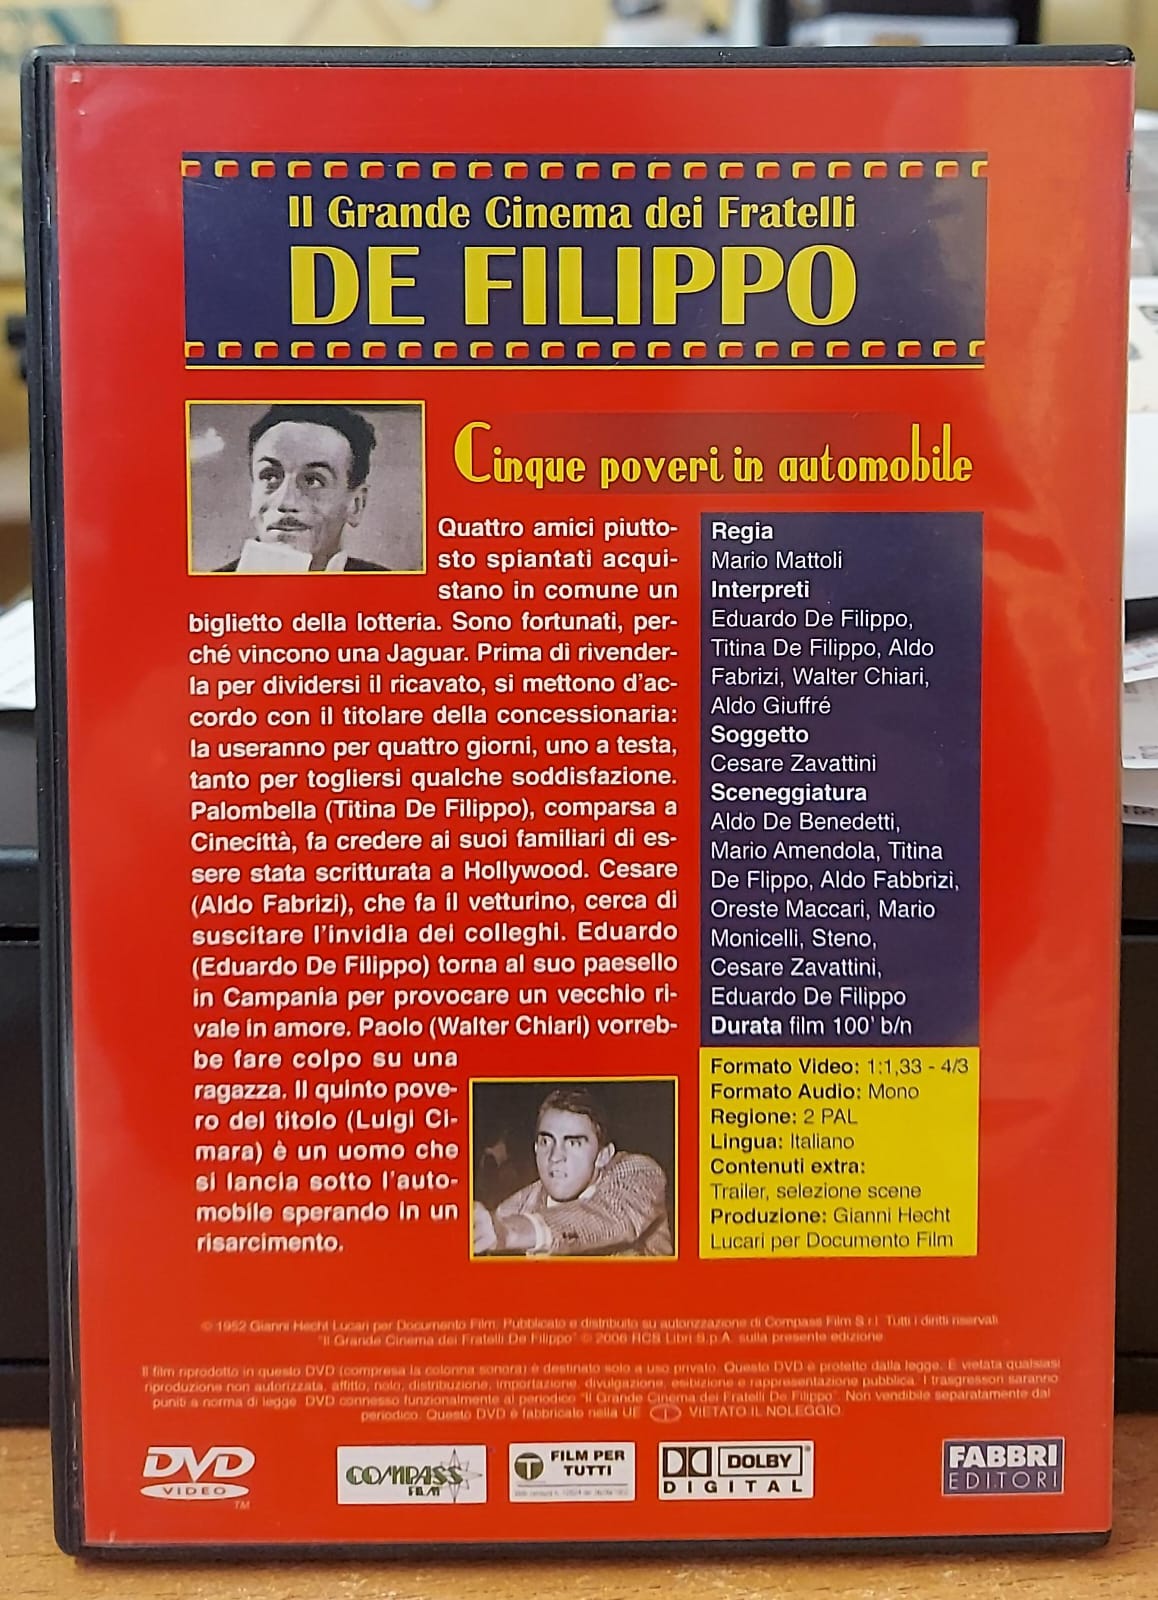 Il Grande Cinema dei Fratelli
DE FILIPPO
Cinque poveri in automobile
Quattro amici piutto-
sto spiantati acqui-
stano in comune un
biglietto della lotteria. Sono fortunati, per-
ché vincono una Jaguar. Prima di rivender-
la per dividersi il ricavato, si mettono d'ac-
cordo con il titolare della concessionaria:
la useranno per quattro giorni, uno a testa,
tanto per togliersi qualche soddisfazione.
Palombella (Titina De Filippo), comparsa a
Cinecittà, fa credere ai suoi familiari di es-
sere stata scritturata a Hollywood. Cesare
(Aldo Fabrizi), che fa il vetturino, cerca di
suscitare l'invidia dei colleghi. Eduardo
(Eduardo De Filippo) torna al suo paesello
in Campania per provocare un vecchio ri-
vale in amore. Paolo (Walter Chiari) vorreb-
be fare colpo su una
ragazza. Il quinto pove-
ro del titolo (Luigi Ci-
mara) è un uomo che
si lancia sotto l'auto-
mobile sperando in un
risarcimento.
Regia
Mario Mattoli
Interpreti
Eduardo De Filippo,
Titina De Filippo, Aldo
Fabrizi, Walter Chiari,
Aldo Giuffré
Soggetto
Cesare Zavattini
Sceneggiatura
Aldo De Benedetti,
Mario Amendola, Titina
De Flippo, Aldo Fabbrizi,
Oreste Maccari, Mario
Monicelli, Steno,
Cesare Zavattini,
Eduardo De Filippo
Durata film 100' b/n
Formato Video: 1:1,33 - 4/3
Formato Audio: Mono
Regione: 2 PAL
Lingua: Italiano
Contenuti extra:
Trailer, selezione scene
Produzione: Gianni Hecht
Lucari per Documento Film
© 1952 Gianni Hecht Lucari per Documento Film. Pubblicato e distribuito su autorizzazione di Compass Film S.r.l. Tutti i diritti riservati
"Il Grande Cinema dei Fratelli De Filippo" © 2006 RCS Libri S.p.A. sulla presente edizione
Il film riprodotto in questo DVD (compresa la colonna sonora) è destinato solo a uso privato. Questo DVD è protetto dalla legge. È vietata qualsiasi
riproduzione non autorizzata, affitto, nolo, distribuzione, importazione, divulgazione, esibizione e rappresentazione pubblica. I trasgressori saranno
puniti a norma di legge. DVD connesso funzionalmente al periodico "Il Grande Cinema dei Fratelli De Filippo". Non vendibile separatamente dal
periodico. Questo DVD è fabbricato nella UE I VIETATO IL NOLEGGIO
DVD
VIDEO
TM
COMPASS
FILM
T
FILM PER
TUTTI
DOLBY
DIGITAL
FABBRI
EDITORI